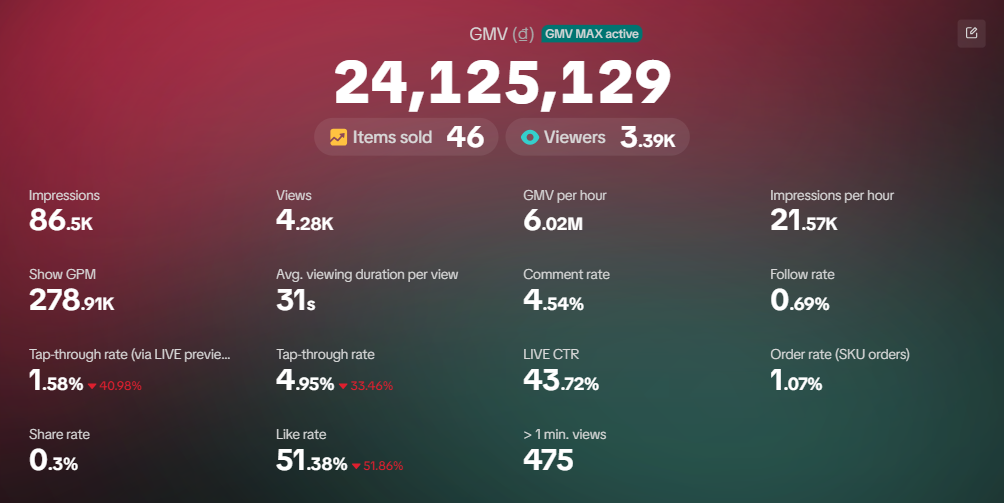 GMV (₫) GMV MAX active
24,125,129
Items sold 46 Viewers 3.39K
Impressions Views GMV per hour Impressions per hour
86.5K 4.28K 6.02M 21.57K
Show GPM Avg. viewing duration per view Comment rate Follow rate
278.91K 31s 4.54% 0.69%
Tap-through rate (via LIVE previe... Tap-through rate LIVE CTR Order rate (SKU orders)
1.58% ▼ 40.98% 4.95% ▼ 33.46% 43.72% 1.07%
Share rate Like rate > 1 min. views
0.3% 51.38% ▼ 51.86% 475